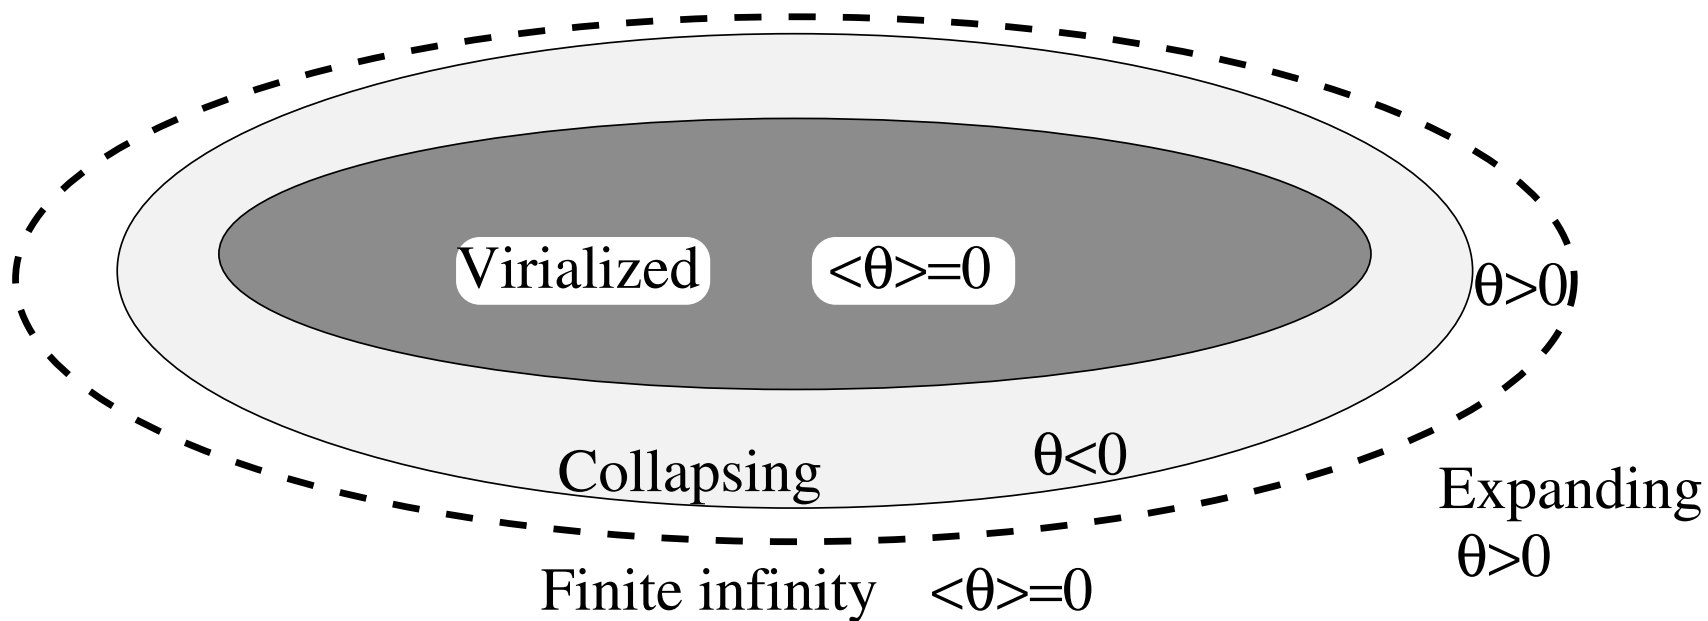 Virialized <θ>=0
θ>0
Collapsing θ<0
Expanding
θ>0
Finite infinity <θ>=0